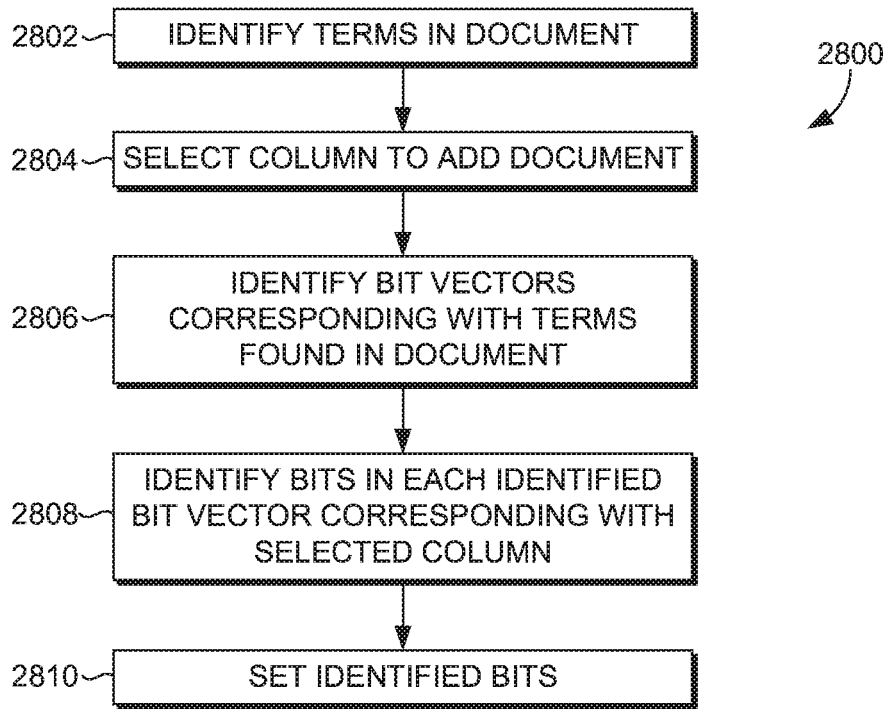 2802
IDENTIFY TERMS IN DOCUMENT
2800
2804
SELECT COLUMN TO ADD DOCUMENT
2806
IDENTIFY BIT VECTORS
CORRESPONDING WITH TERMS
FOUND IN DOCUMENT
2808
IDENTIFY BITS IN EACH IDENTIFIED
BIT VECTOR CORRESPONDING WITH
SELECTED COLUMN
2810
SET IDENTIFIED BITS